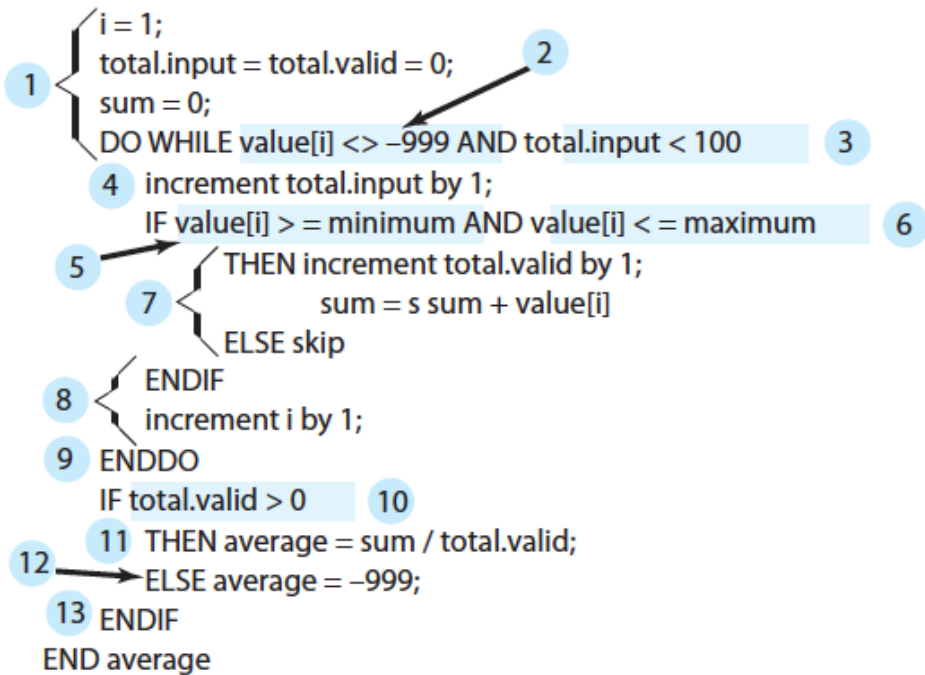 i = 1;
total.input = total.valid = 0;
2
1
sum = 0;
DO WHILE value[i] <> –999 AND total.input < 100 3
4 increment total.input by 1;
IF value[i] > = minimum AND value[i] < = maximum 6
5
THEN increment total.valid by 1;
7 sum = s sum + value[i]
ELSE skip
ENDIF
8
increment i by 1;
9 ENDDO
IF total.valid > 0 10
11 THEN average = sum / total.valid;
12
ELSE average = –999;
13 ENDIF
END average